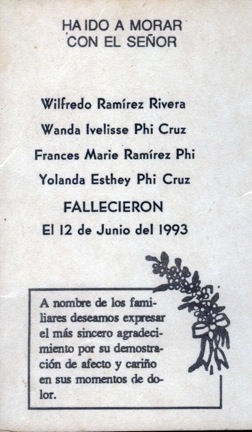 HA IDO A MORAR
CON EL SEÑOR
Wilfredo Ramírez Rivera
Wanda Ivelisse Phi Cruz
Frances Marie Ramírez Phi
Yolanda Esthey Phi Cruz
FALLECIERON
El 12 de Junio del 1993
A nombre de los fami-
liares deseamos expresar
el más sincero agradeci-
miento por su demostra-
ción de afecto y cariño
en sus momentos de do-
lor.